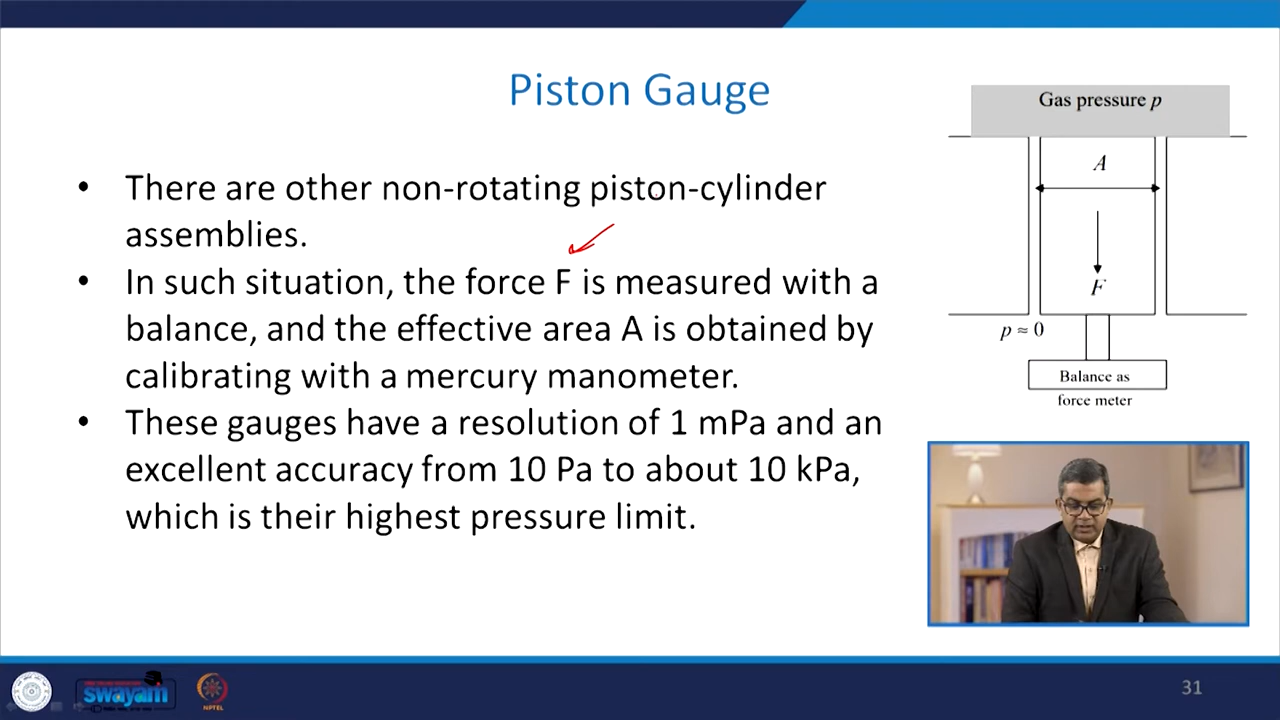 Piston Gauge
• There are other non-rotating piston-cylinder
assemblies.
• In such situation, the force F is measured with a
balance, and the effective area A is obtained by
calibrating with a mercury manometer.
• These gauges have a resolution of 1 mPa and an
excellent accuracy from 10 Pa to about 10 kPa,
which is their highest pressure limit.
Gas pressure p
A
F
p ≈ 0
Balance as
force meter
swayam
NPTEL
31